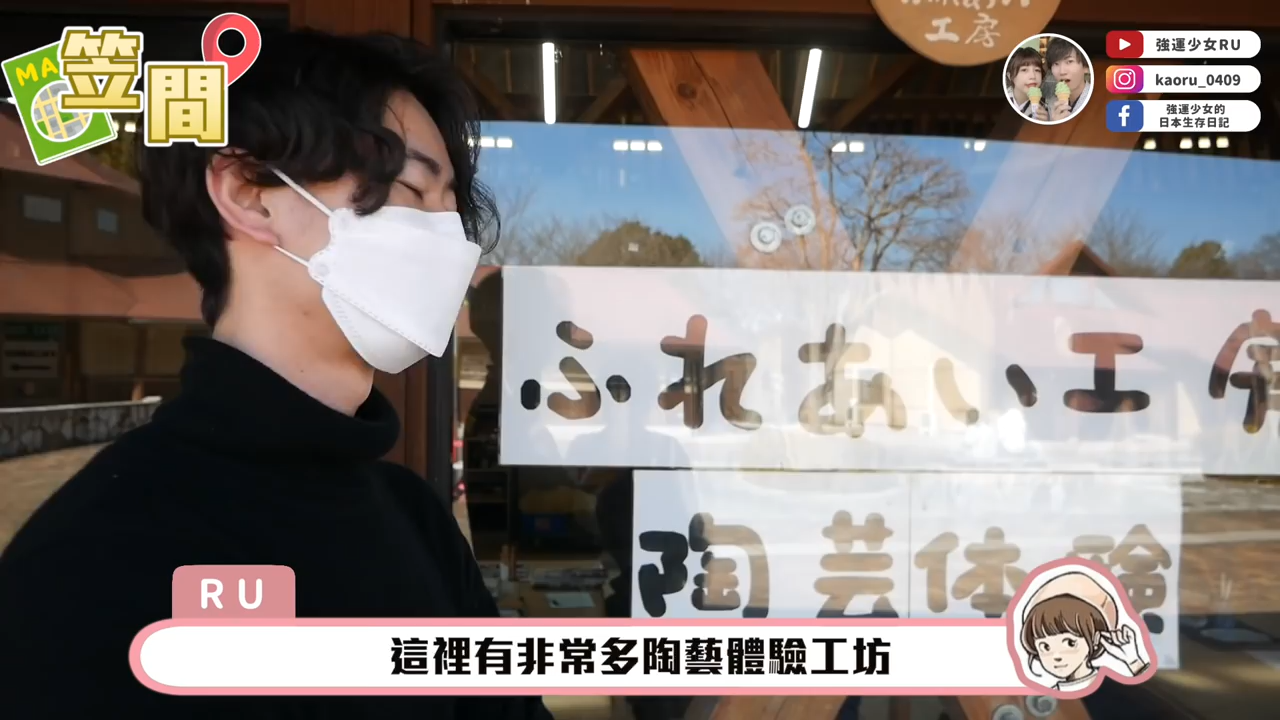 MA
笠間
工房
強運少女RU
kaoru_0409
強運少女的
日本生存日記
ふれあい工房
陶芸体験
RU
這裡有非常多陶藝體驗工坊